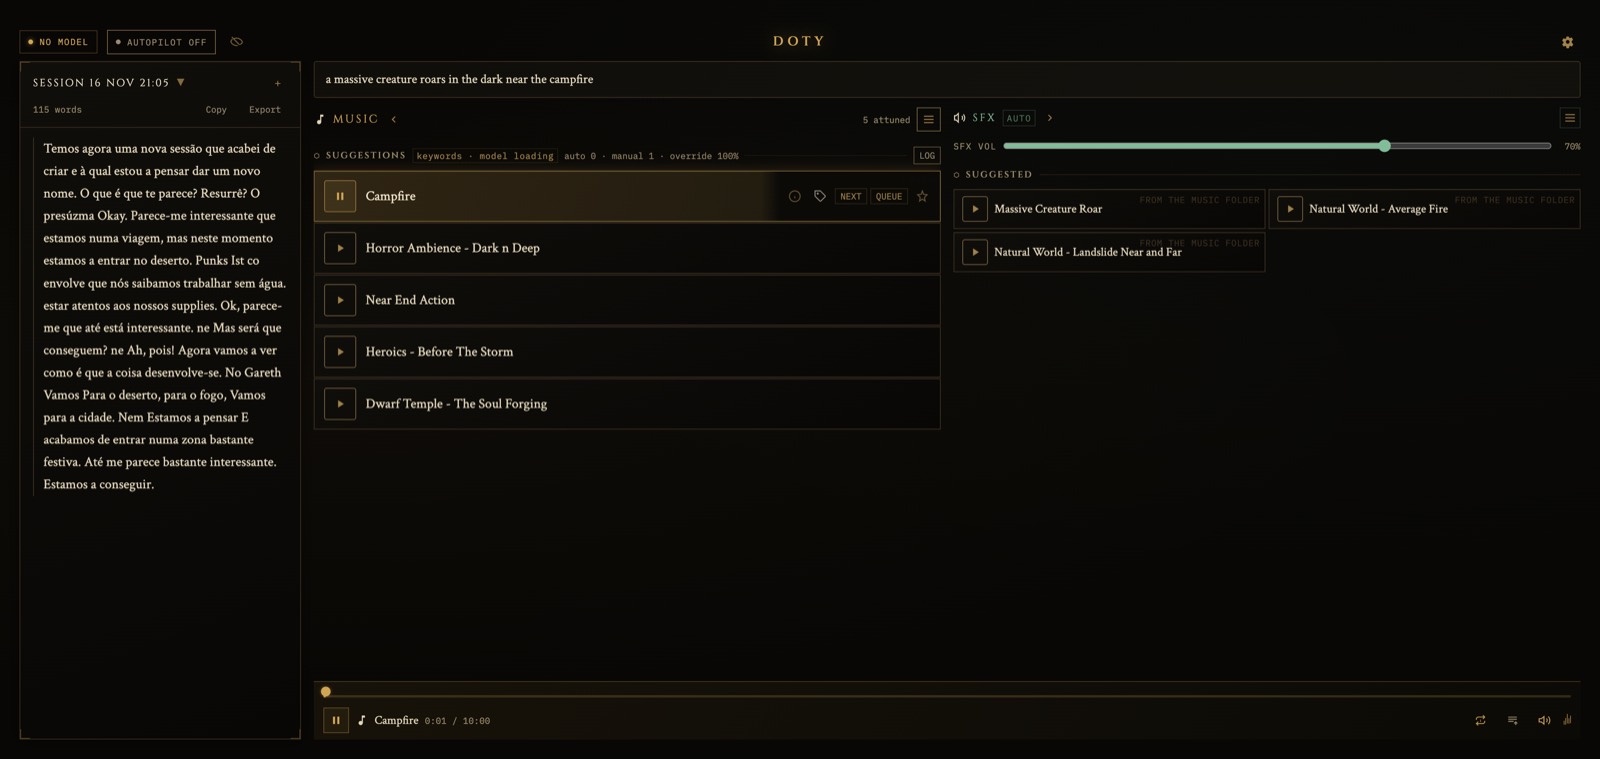 NO MODEL
AUTOPILOT OFF
DOTY
SESSION 16 NOV 21:05
115 words
Copy
Export
Temos agora uma nova sessão que acabei de
criar e à qual estou a pensar dar um novo
nome. O que é que te parece? Resurrê? O
presúzma Okay. Parece-me interessante que
estamos numa viagem, mas neste momento
estamos a entrar no deserto. Punks Ist co
envolve que nós saibamos trabalhar sem água.
estar atentos aos nossos supplies. Ok, parece-
me que até está interessante. ne Mas será que
conseguem? ne Ah, pois! Agora vamos a ver
como é que a coisa desenvolve-se. No Gareth
Vamos Para o deserto, para o fogo, Vamos
para a cidade. Nem Estamos a pensar E
acabamos de entrar numa zona bastante
festiva. Até me parece bastante interessante.
Estamos a conseguir.
a massive creature roars in the dark near the campfire
MUSIC
5 attuned
SUGGESTIONS
keywords · model loading
auto 0 · manual 1 · override 100%
LOG
Campfire
NEXT
QUEUE
Horror Ambience - Dark n Deep
Near End Action
Heroics - Before The Storm
Dwarf Temple - The Soul Forging
SFX
AUTO
SFX VOL
70%
SUGGESTED
Massive Creature Roar
FROM THE MUSIC FOLDER
Natural World - Average Fire
FROM THE MUSIC FOLDER
Natural World - Landslide Near and Far
FROM THE MUSIC FOLDER
Campfire 0:01 / 10:00